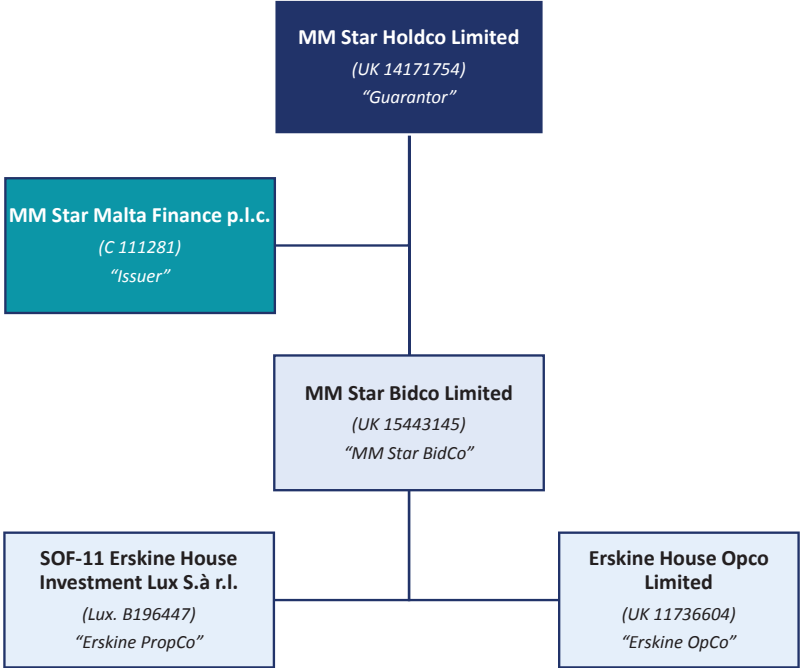 MM Star Holdco Limited
(UK 14171754)
“Guarantor”
MM Star Malta Finance p.l.c.
(C 111281)
“Issuer”
MM Star Bidco Limited
(UK 15443145)
“MM Star BidCo”
SOF-11 Erskine House
Investment Lux S.à r.l.
(Lux. B196447)
“Erskine PropCo”
Erskine House Opco
Limited
(UK 11736604)
“Erskine OpCo”